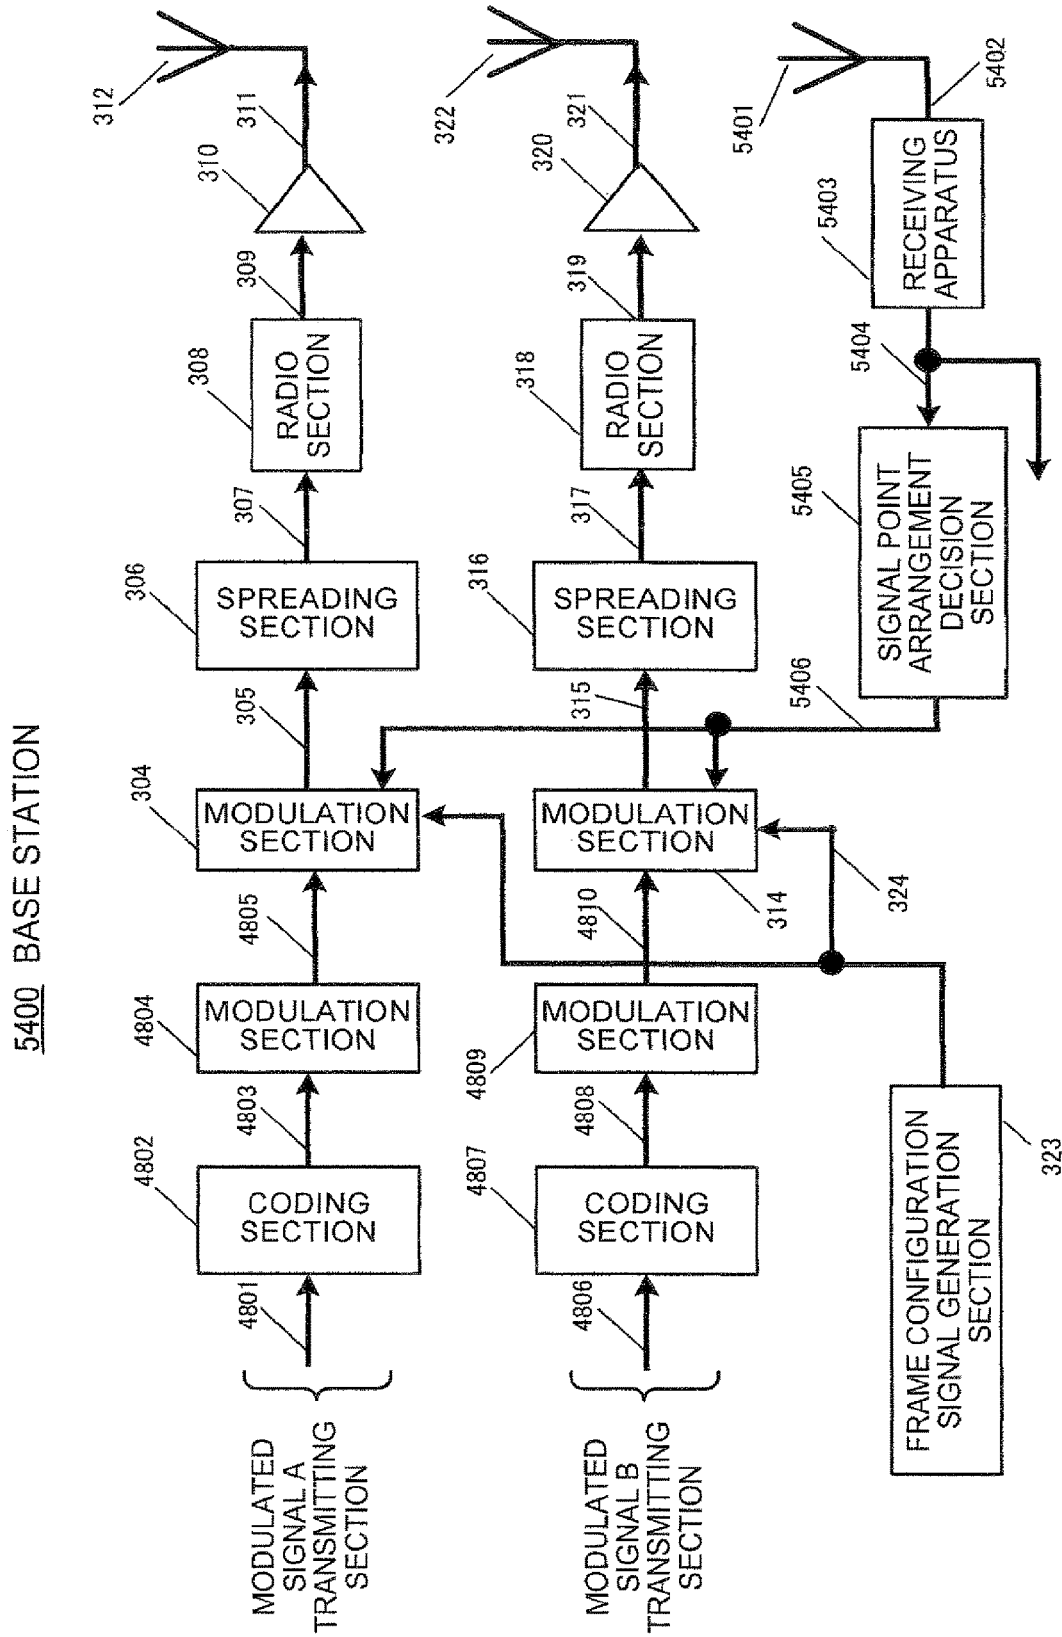 5400 BASE STATION
MODULATED
SIGNAL A
TRANSMITTING
SECTION
4801
4802
CODING
SECTION
4803
4804
MODULATION
SECTION
4805
304
MODULATION
SECTION
305
306
SPREADING
SECTION
307
308
RADIO
SECTION
309
310
311
312
MODULATED
SIGNAL B
TRANSMITTING
SECTION
4806
4807
CODING
SECTION
4808
4809
MODULATION
SECTION
4810
MODULATION
SECTION
314
315
316
SPREADING
SECTION
317
318
RADIO
SECTION
319
320
321
322
FRAME CONFIGURATION
SIGNAL GENERATION
SECTION
323
324
5406
SIGNAL POINT
ARRANGEMENT
DECISION
SECTION
5405
5404
RECEIVING
APPARATUS
5403
5402
5401